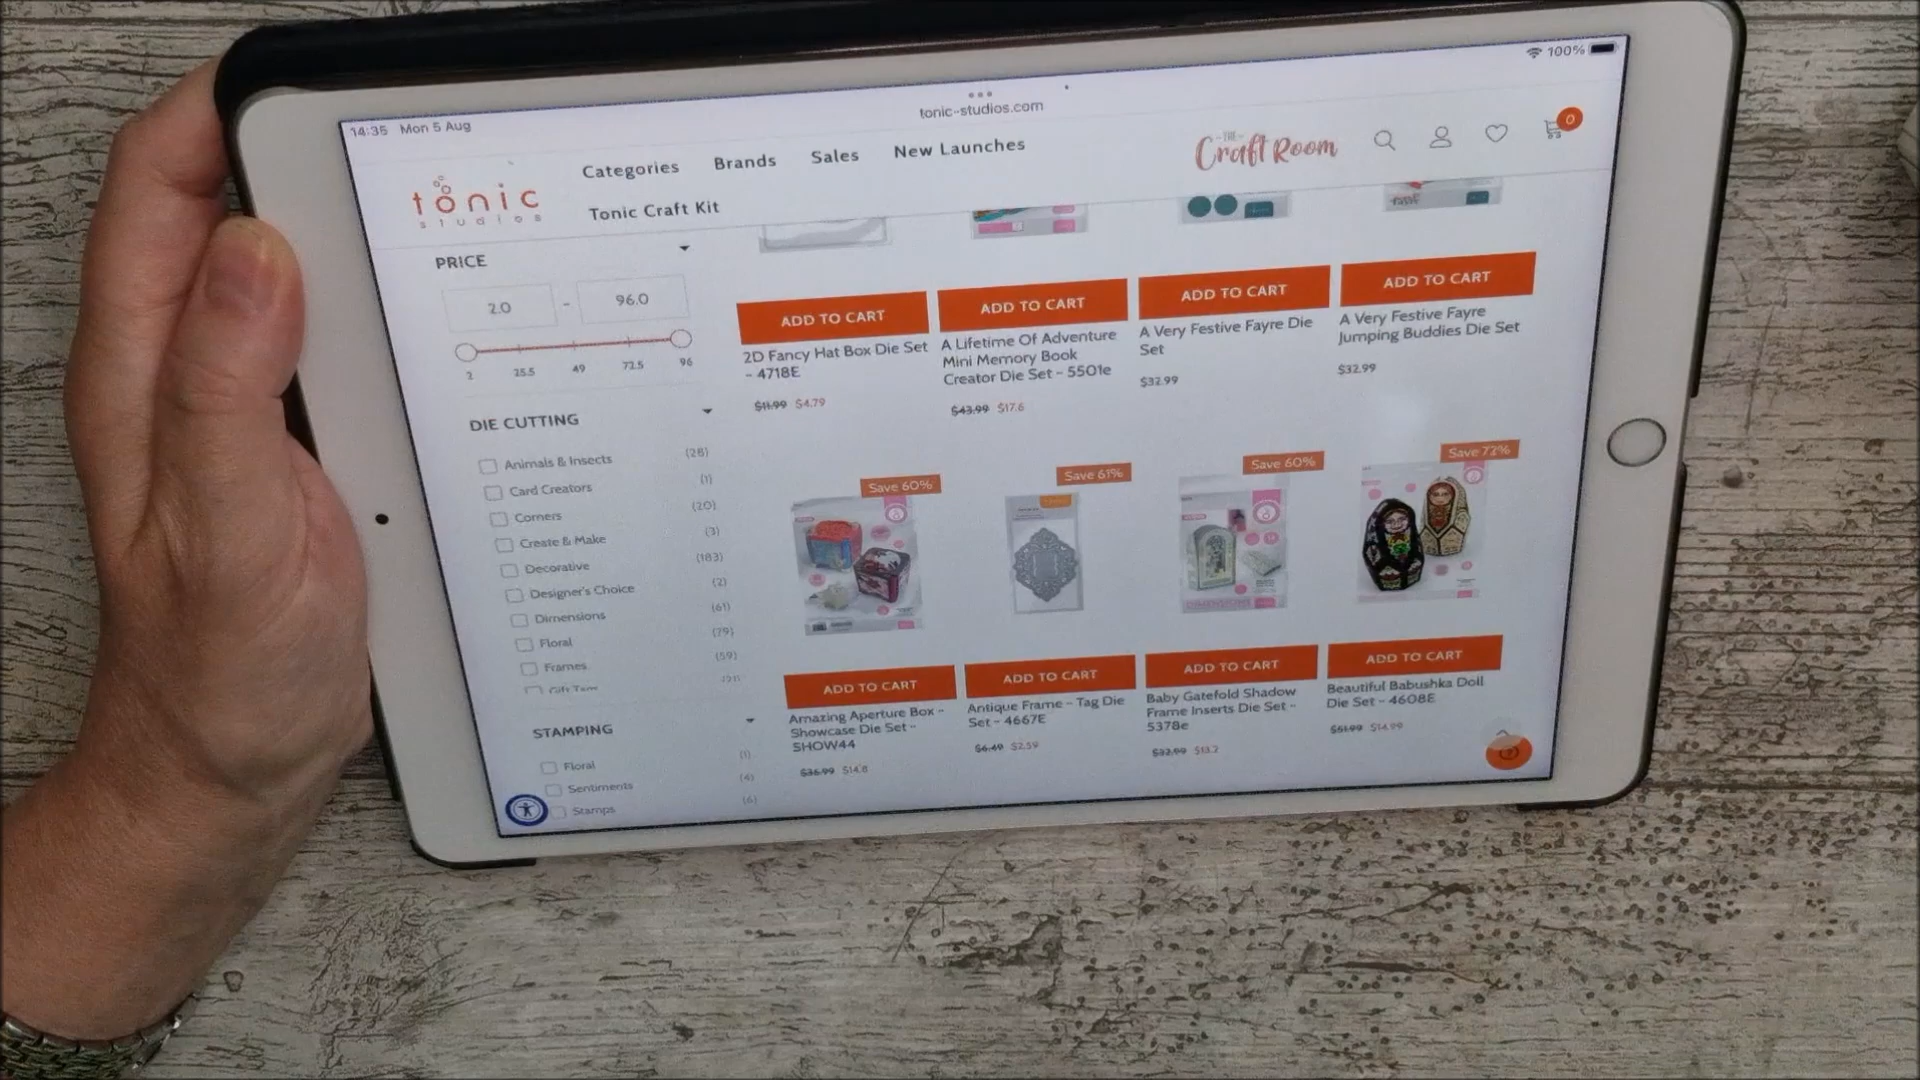 14:35 Mon 5 Aug
100%
tonic-studios.com
tonic
studios
Categories
Brands
Sales
New Launches
Tonic Craft Kit
THE
Craft Room
0
PRICE
2.0 - 96.0
2 25.5 49 72.5 96
DIE CUTTING
Animals & Insects (28)
Card Creators (1)
Corners (20)
Create & Make (3)
Decorative (183)
Designer's Choice (2)
Dimensions (61)
Floral (79)
Frames (59)
STAMPING
Floral (1)
Sentiments (4)
Stamps (6)
ADD TO CART
2D Fancy Hat Box Die Set
- 4718E
$11.99 $4.79
ADD TO CART
A Lifetime Of Adventure
Mini Memory Book
Creator Die Set - 5501e
$43.99 $17.6
ADD TO CART
A Very Festive Fayre Die
Set
$32.99
ADD TO CART
A Very Festive Fayre
Jumping Buddies Die Set
$32.99
Save 60%
ADD TO CART
Amazing Aperture Box -
Showcase Die Set -
SHOW44
$36.99 $14.8
Save 61%
ADD TO CART
Antique Frame - Tag Die
Set - 4667E
$6.49 $2.59
Save 60%
DIMENSIONS
ADD TO CART
Baby Gatefold Shadow
Frame Inserts Die Set -
5378e
$32.99 $13.2
Save 72%
ADD TO CART
Beautiful Babushka Doll
Die Set - 4608E
$14.99